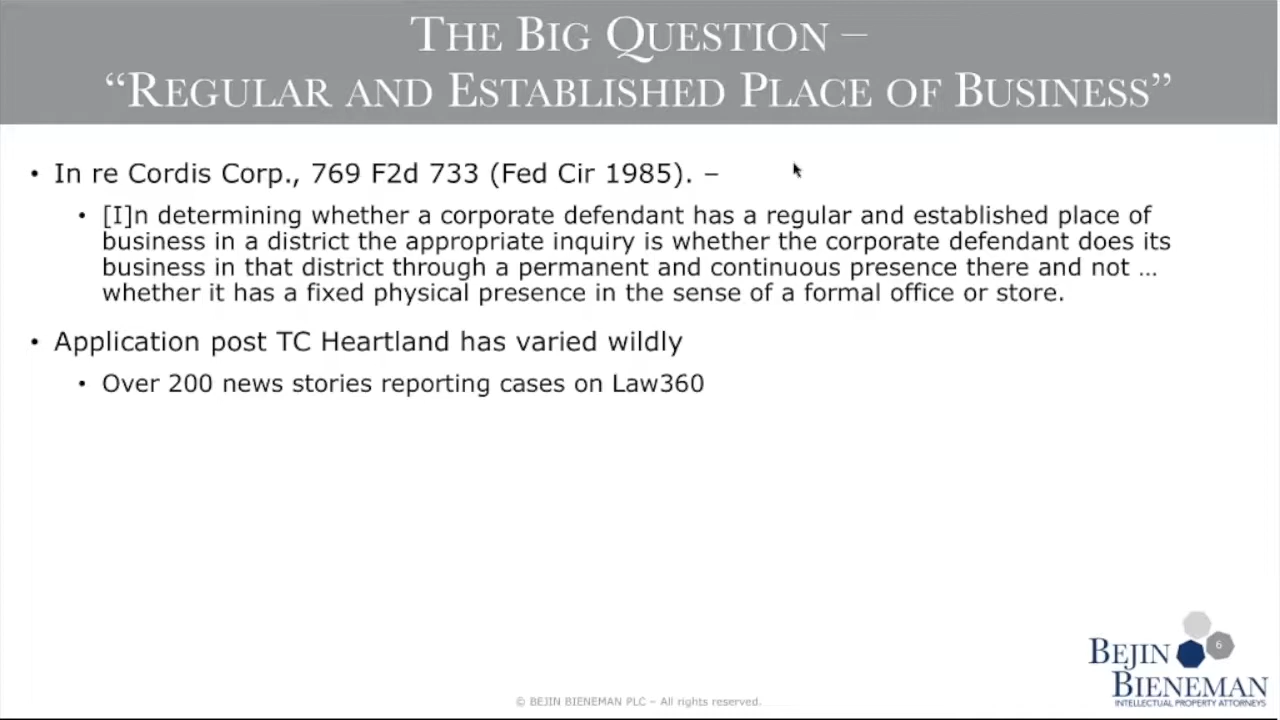 THE BIG QUESTION –
“REGULAR AND ESTABLISHED PLACE OF BUSINESS”
• In re Cordis Corp., 769 F2d 733 (Fed Cir 1985). –
• [I]n determining whether a corporate defendant has a regular and established place of
business in a district the appropriate inquiry is whether the corporate defendant does its
business in that district through a permanent and continuous presence there and not ...
whether it has a fixed physical presence in the sense of a formal office or store.
• Application post TC Heartland has varied wildly
• Over 200 news stories reporting cases on Law360
6
BEJIN
BIENEMAN
INTELLECTUAL PROPERTY ATTORNEYS
© BEJIN BIENEMAN PLC – All rights reserved.